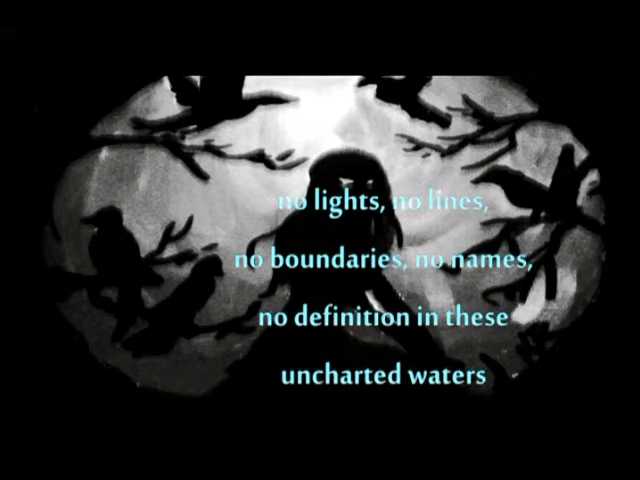 no lights, no lines,
no boundaries, no names,
no definition in these
uncharted waters